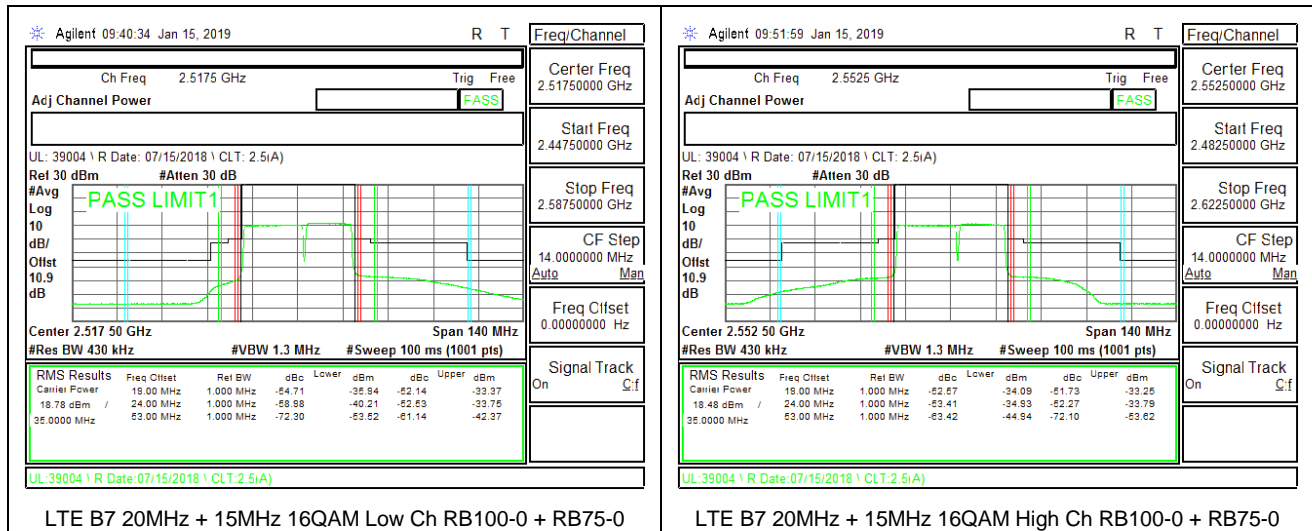 Agilent 09:40:34 Jan 15, 2019 R T
Freq/Channel
Ch Freq 2.5175 GHz Trig Free
Adj Channel Power PASS
Center Freq
2.51750000 GHz
Start Freq
2.44750000 GHz
Stop Freq
2.58750000 GHz
CF Step
14.0000000 MHz
Auto Man
Freq Offset
0.00000000 Hz
Signal Track
On Off
UL: 39004 \ R Date: 07/15/2018 \ CLT: 2.5(A)
Ref 30 dBm #Atten 30 dB
#Avg
Log
10
dB/
Offst
10.9
dB
PASS LIMIT1
Center 2.517 50 GHz Span 140 MHz
#Res BW 430 kHz #VBW 1.3 MHz #Sweep 100 ms (1001 pts)
RMS Results Freq Offset Ref BW dBc Lower dBm dBc Upper dBm
Carrier Power 19.00 MHz 1.000 MHz -54.71 -35.94 -52.14 -33.37
18.78 dBm / 24.00 MHz 1.000 MHz -58.98 -40.21 -52.53 -33.75
35.0000 MHz 53.00 MHz 1.000 MHz -72.30 -53.52 -61.14 -42.37
UL:39004 \ R Date:07/15/2018 \ CLT:2.5(A)
LTE B7 20MHz + 15MHz 16QAM Low Ch RB100-0 + RB75-0
Agilent 09:51:59 Jan 15, 2019 R T
Freq/Channel
Ch Freq 2.5525 GHz Trig Free
Adj Channel Power PASS
Center Freq
2.55250000 GHz
Start Freq
2.48250000 GHz
Stop Freq
2.62250000 GHz
CF Step
14.0000000 MHz
Auto Man
Freq Offset
0.00000000 Hz
Signal Track
On Off
UL: 39004 \ R Date: 07/15/2018 \ CLT: 2.5(A)
Ref 30 dBm #Atten 30 dB
#Avg
Log
10
dB/
Offst
10.9
dB
PASS LIMIT1
Center 2.552 50 GHz Span 140 MHz
#Res BW 430 kHz #VBW 1.3 MHz #Sweep 100 ms (1001 pts)
RMS Results Freq Offset Ref BW dBc Lower dBm dBc Upper dBm
Carrier Power 19.00 MHz 1.000 MHz -52.57 -34.09 -51.73 -33.25
18.48 dBm / 24.00 MHz 1.000 MHz -53.41 -34.93 -52.27 -33.79
35.0000 MHz 53.00 MHz 1.000 MHz -63.42 -44.94 -72.10 -53.62
UL:39004 \ R Date:07/15/2018 \ CLT:2.5(A)
LTE B7 20MHz + 15MHz 16QAM High Ch RB100-0 + RB75-0